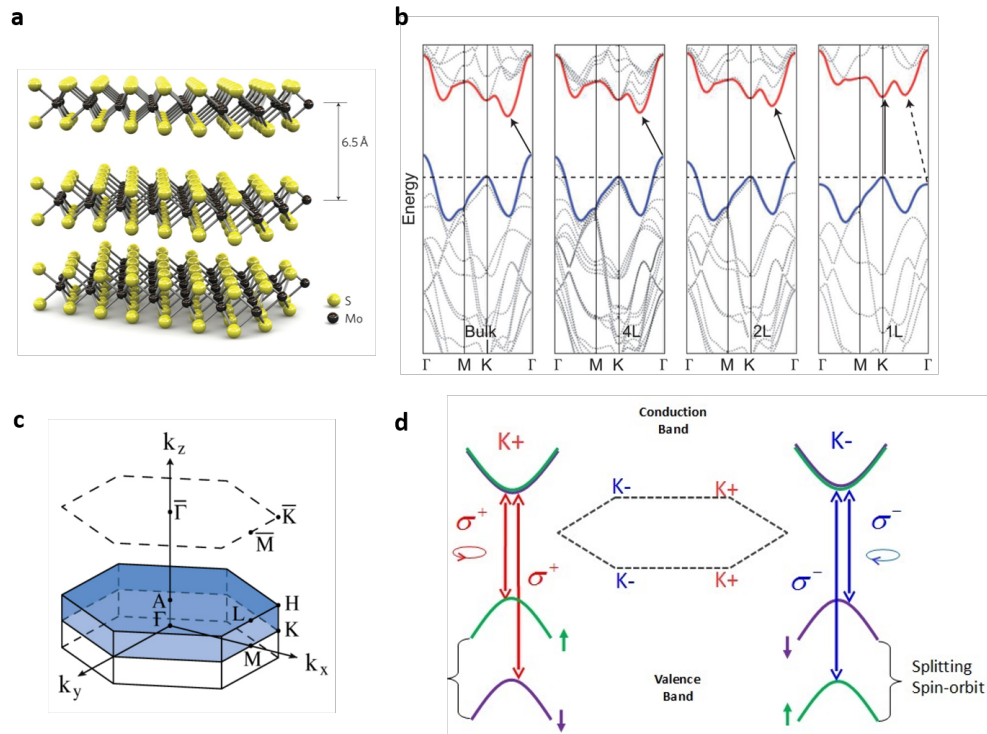 a
6.5 Å
S
Mo
b
Energy
Bulk
4L
2L
1L
Γ M K Γ
Γ M K Γ
Γ M K Γ
Γ M K Γ
c
k_z
Γ̅
K̅
M̅
A
H
L
Γ
K
M
k_y
k_x
d
Conduction
Band
K+
K-
K- K+
K- K+
σ⁺
σ⁺
σ⁻
σ⁻
Valence
Band
Splitting
Spin-orbit